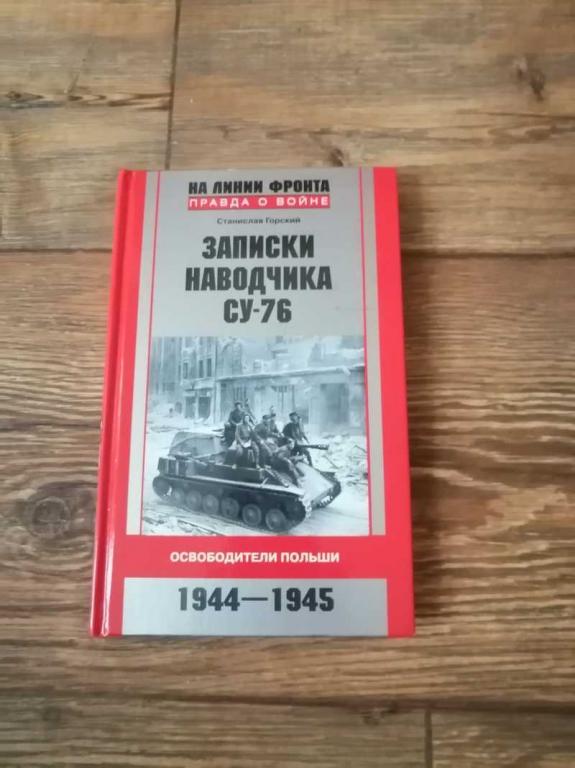 НА ЛИНИИ ФРОНТА
ПРАВДА О ВОЙНЕ
Станислав Горский
ЗАПИСКИ
НАВОДЧИКА
СУ-76
ОСВОБОДИТЕЛИ ПОЛЬШИ
1944—1945